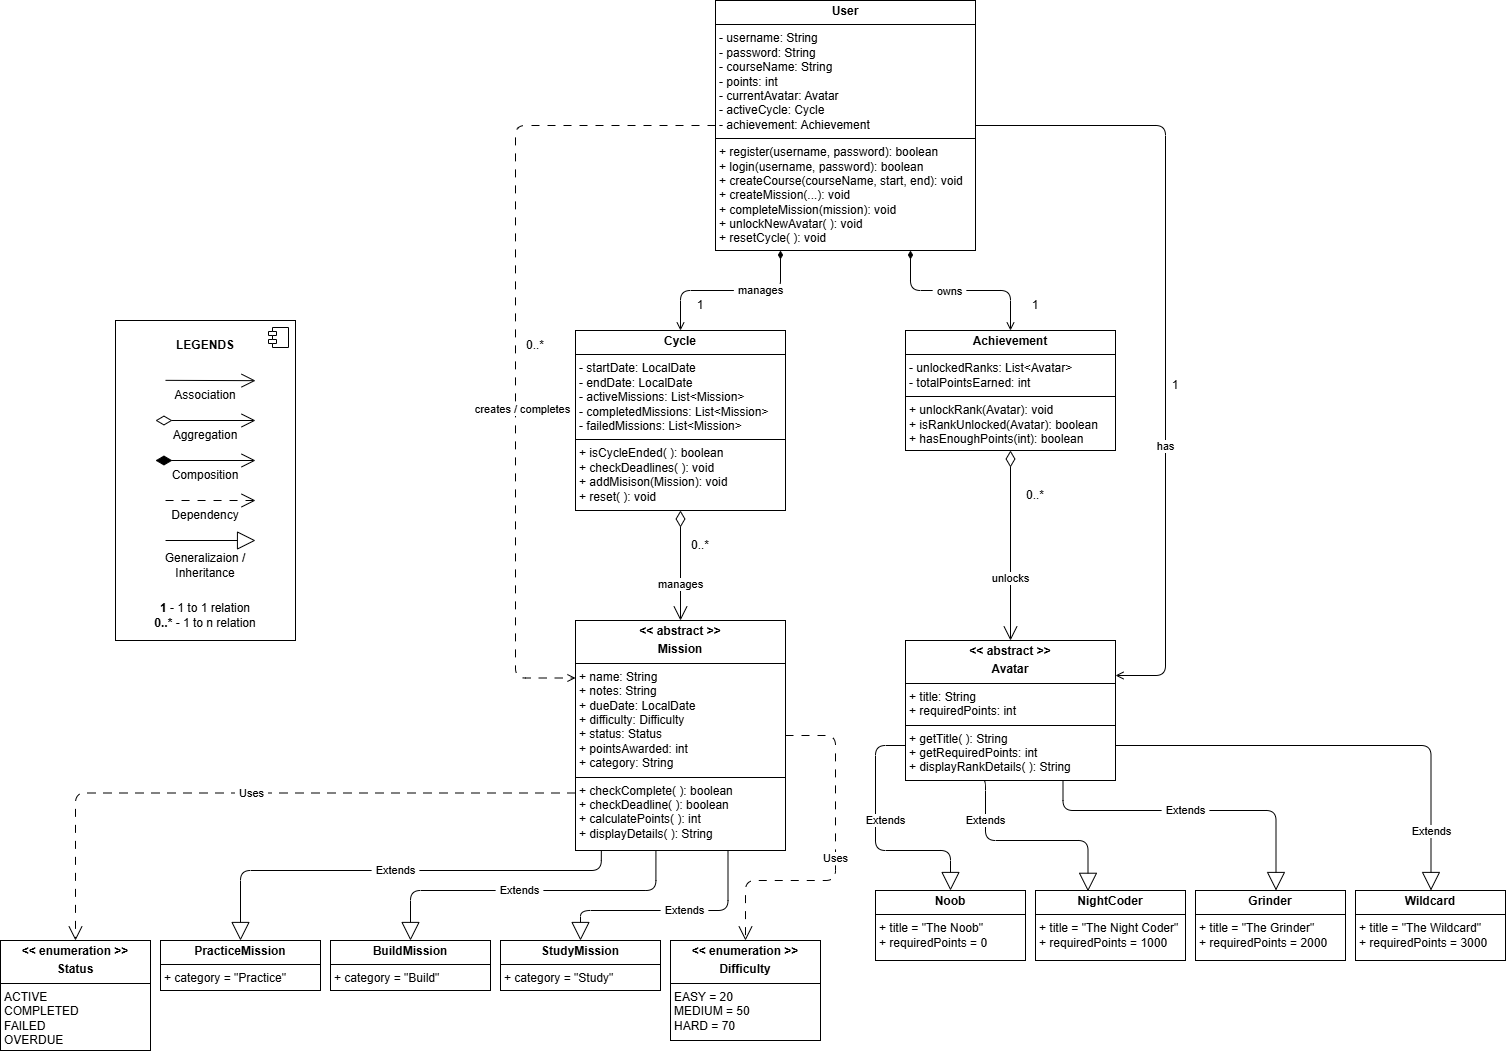 User
- username: String
- password: String
- courseName: String
- points: int
- currentAvatar: Avatar
- activeCycle: Cycle
- achievement: Achievement
+ register(username, password): boolean
+ login(username, password): boolean
+ createCourse(courseName, start, end): void
+ createMission(...): void
+ completeMission(mission): void
+ unlockNewAvatar( ): void
+ resetCycle( ): void
manages
owns
1
1
LEGENDS
Association
Aggregation
Composition
Dependency
Generalizaion /
Inheritance
1 - 1 to 1 relation
0..* - 1 to n relation
0..*
creates / completes
Cycle
- startDate: LocalDate
- endDate: LocalDate
- activeMissions: List<Mission>
- completedMissions: List<Mission>
- failedMissions: List<Mission>
+ isCycleEnded( ): boolean
+ checkDeadlines( ): void
+ addMisison(Mission): void
+ reset( ): void
Achievement
- unlockedRanks: List<Avatar>
- totalPointsEarned: int
+ unlockRank(Avatar): void
+ isRankUnlocked(Avatar): boolean
+ hasEnoughPoints(int): boolean
1
has
0..*
manages
0..*
unlocks
<< abstract >>
Mission
+ name: String
+ notes: String
+ dueDate: LocalDate
+ difficulty: Difficulty
+ status: Status
+ pointsAwarded: int
+ category: String
+ checkComplete( ): boolean
+ checkDeadline( ): boolean
+ calculatePoints( ): int
+ displayDetails( ): String
<< abstract >>
Avatar
+ title: String
+ requiredPoints: int
+ getTitle( ): String
+ getRequiredPoints: int
+ displayRankDetails( ): String
Uses
Extends
Extends
Extends
Uses
Extends
Extends
Extends
Extends
<< enumeration >>
Status
ACTIVE
COMPLETED
FAILED
OVERDUE
PracticeMission
+ category = "Practice"
BuildMission
+ category = "Build"
StudyMission
+ category = "Study"
<< enumeration >>
Difficulty
EASY = 20
MEDIUM = 50
HARD = 70
Noob
+ title = "The Noob"
+ requiredPoints = 0
NightCoder
+ title = "The Night Coder"
+ requiredPoints = 1000
Grinder
+ title = "The Grinder"
+ requiredPoints = 2000
Wildcard
+ title = "The Wildcard"
+ requiredPoints = 3000